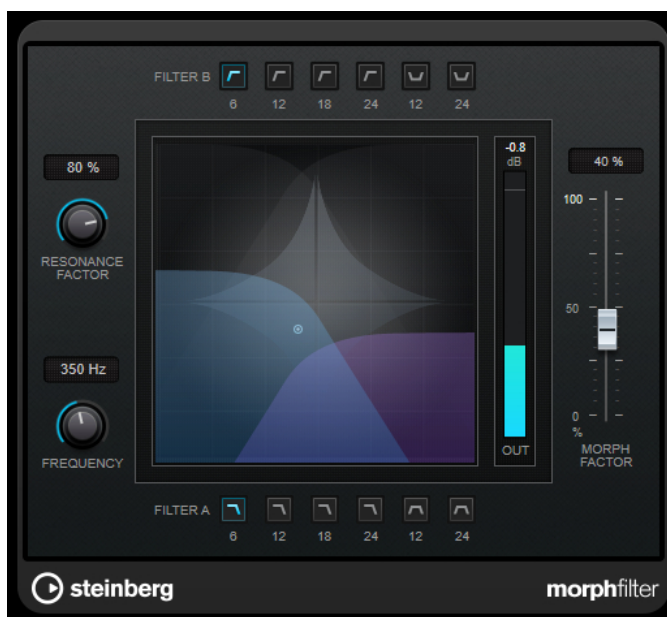 FILTER B
6 12 18 24 12 24
80 %
RESONANCE
FACTOR
350 Hz
FREQUENCY
-0.8
dB
OUT
40 %
100
50
0
%
MORPH
FACTOR
FILTER A
6 12 18 24 12 24
steinberg
morphfilter